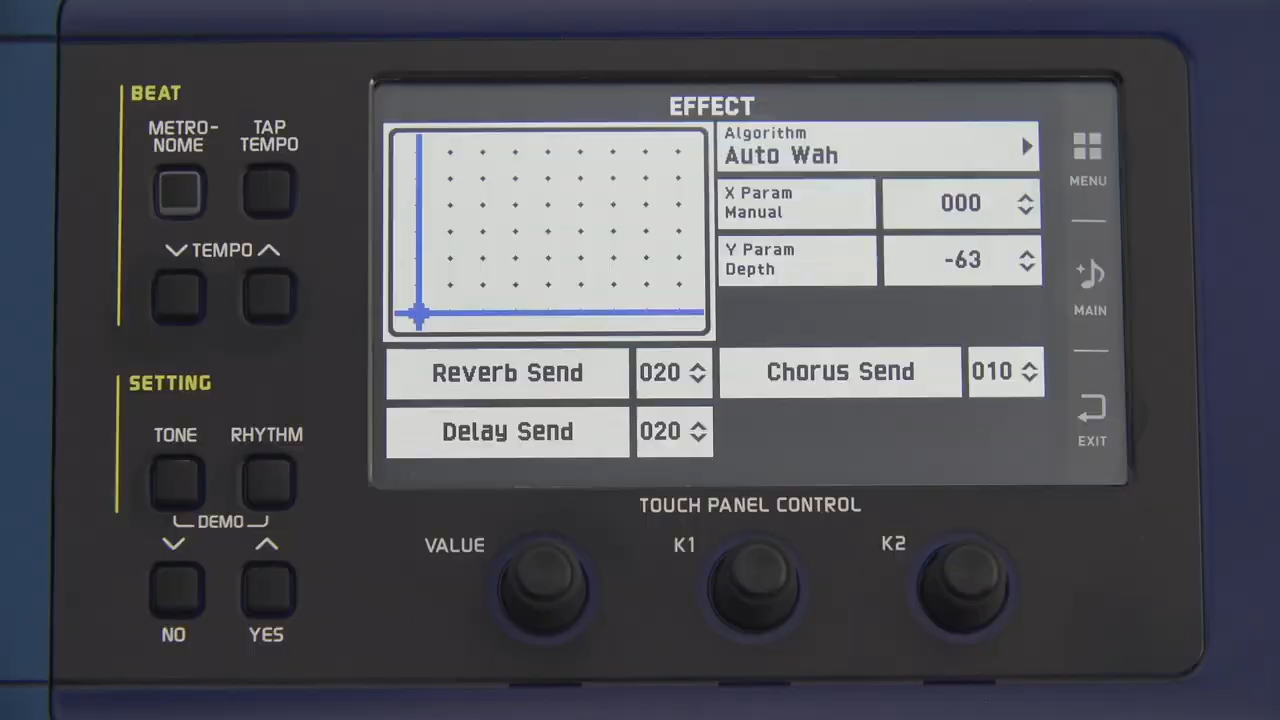 BEAT
METRO-
NOME
TAP
TEMPO
TEMPO
SETTING
TONE
RHYTHM
DEMO
NO
YES
EFFECT
Algorithm
Auto Wah
X Param
Manual
000
Y Param
Depth
-63
Reverb Send
020
Chorus Send
010
Delay Send
020
MENU
MAIN
EXIT
TOUCH PANEL CONTROL
VALUE
K1
K2